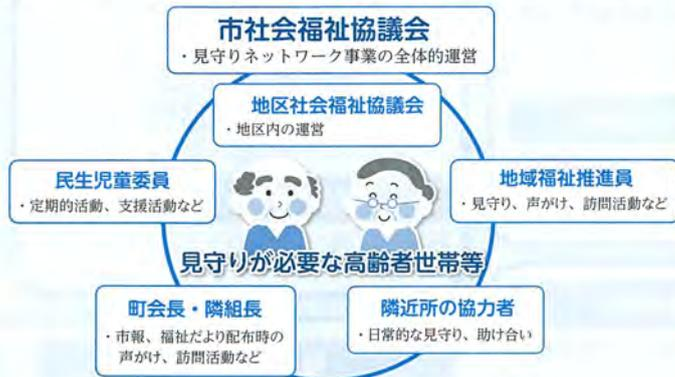 市社会福祉協議会
・見守りネットワーク事業の全体的運営
地区社会福祉協議会
・地区内の運営
民生児童委員
・定期的活動、支援活動など
地域福祉推進員
・見守り、声がけ、訪問活動など
見守りが必要な高齢者世帯等
町会長・隣組長
・市報、福祉だより配布時の
声がけ、訪問活動など
隣近所の協力者
・日常的な見守り、助け合い